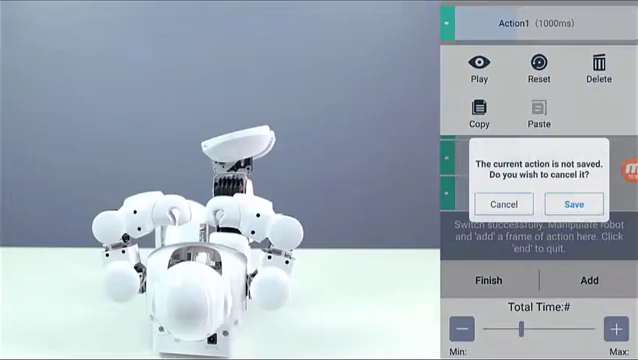 Action1 (1000ms)
Play
Reset
Delete
Copy
Paste
The current action is not saved.
Do you wish to cancel it?
Cancel
Save
Switch successfully. Manipulate robot
and 'add' a frame of action here. Click
'end' to quit.
Finish
Add
Total Time:#
Min:
Max: